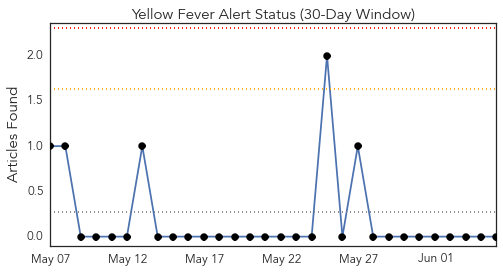 Yellow Fever Alert Status (30-Day Window)
Articles Found
2.0
1.5
1.0
0.5
0.0
May 07 May 12 May 17 May 22 May 27 Jun 01